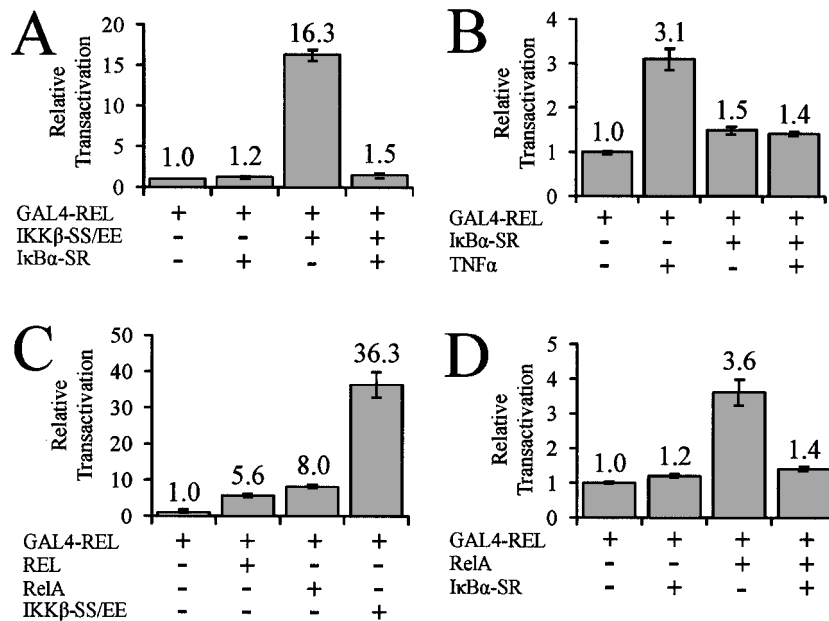 A
Relative
Transactivation
20
15
10
5
0
1.0
1.2
16.3
1.5
GAL4-REL + + + +
IKKβ-SS/EE - - + +
IκBα-SR - + - +
B
Relative
Transactivation
4
3
2
1
0
1.0
3.1
1.5
1.4
GAL4-REL + + + +
IκBα-SR - - + +
TNFα - + - +
C
Relative
Transactivation
50
40
30
20
10
0
1.0
5.6
8.0
36.3
GAL4-REL + + + +
REL - + - -
RelA - - + -
IKKβ-SS/EE - - - +
D
Relative
Transactivation
5
4
3
2
1
0
1.0
1.2
3.6
1.4
GAL4-REL + + + +
RelA - - + +
IκBα-SR - + - +